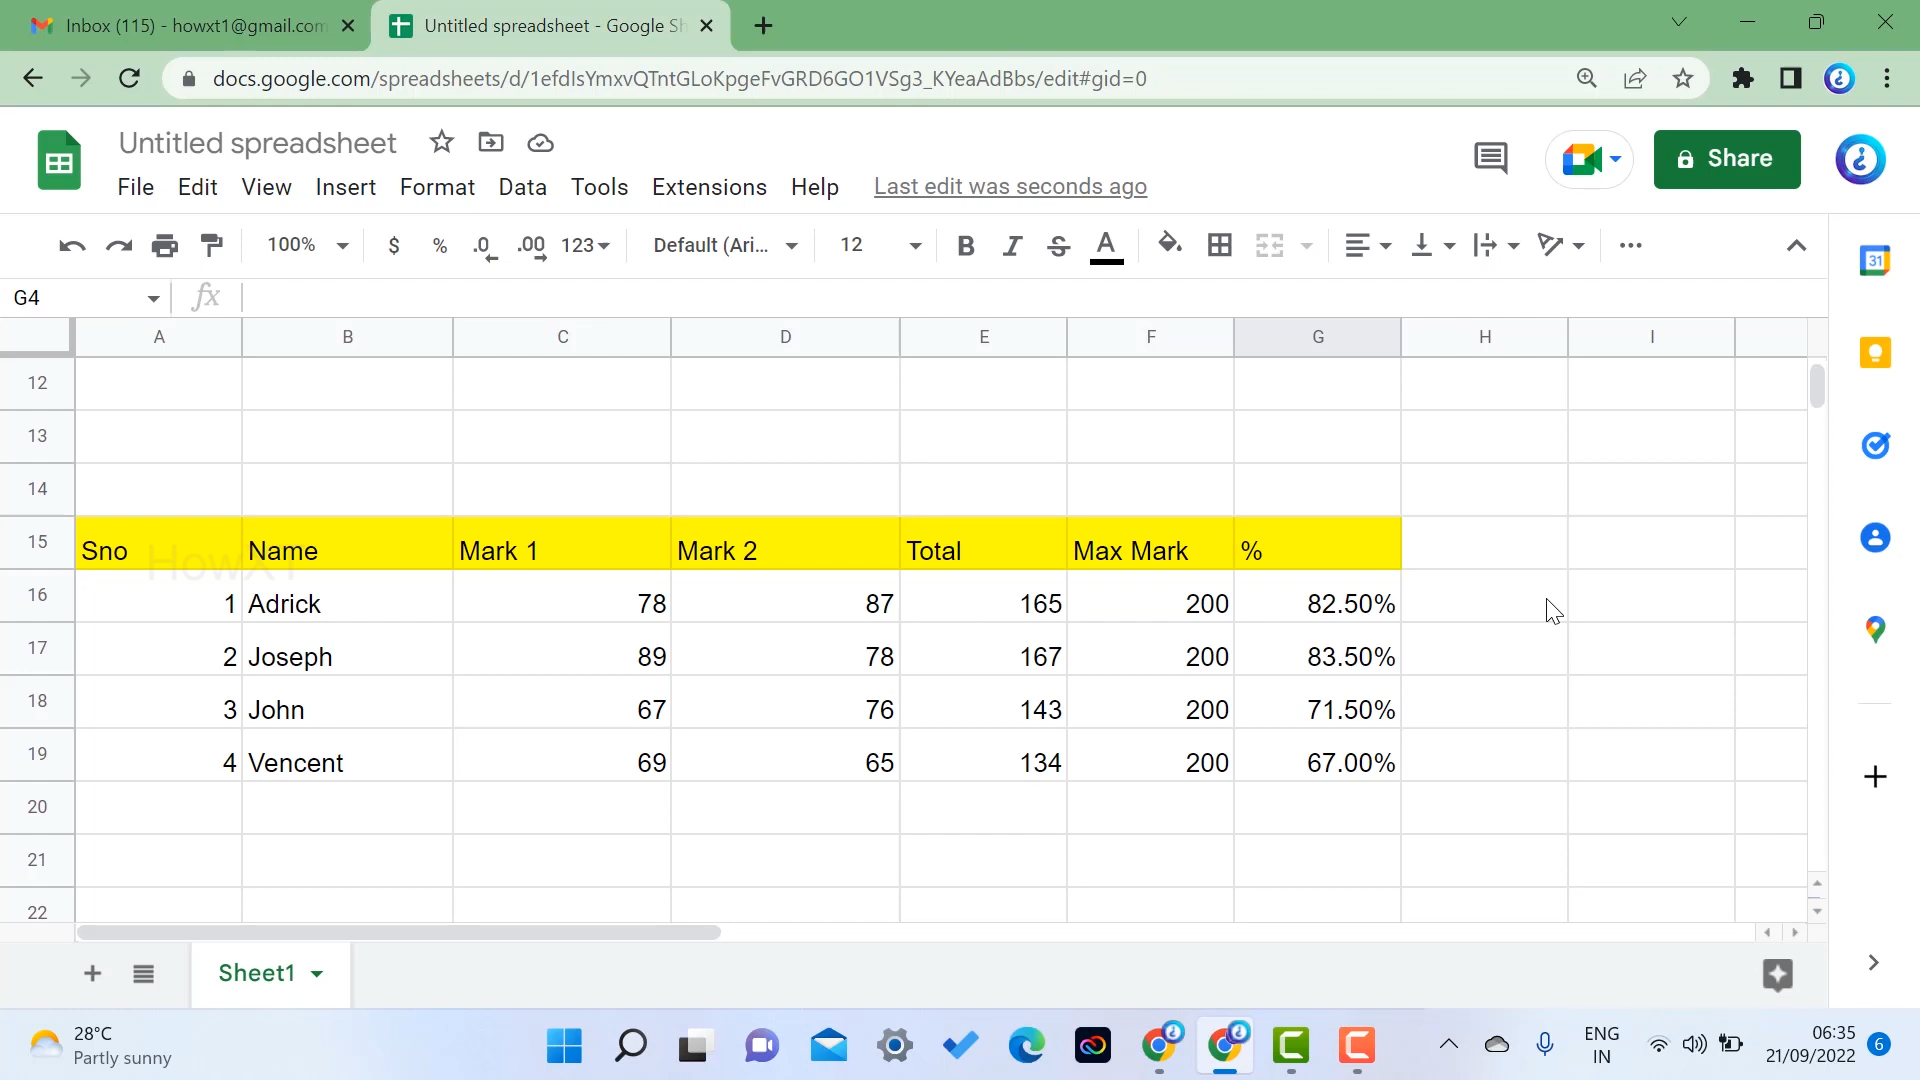 Inbox (115) - howxt1@gmail.com
Untitled spreadsheet - Google Sh
docs.google.com/spreadsheets/d/1efdlsYmxvQTntGLoKpgeFvGRD6GO1VSg3_KYeaAdBbs/edit#gid=0
Untitled spreadsheet
File Edit View Insert Format Data Tools Extensions Help Last edit was seconds ago
Share
100% $ % .0 .00 123 Default (Ari... 12 B I S A
31
G4 fx
A B C D E F G H I
12
13
14
15 Sno Name Mark 1 Mark 2 Total Max Mark %
HowXT
16 1 Adrick 78 87 165 200 82.50%
17 2 Joseph 89 78 167 200 83.50%
18 3 John 67 76 143 200 71.50%
19 4 Vencent 69 65 134 200 67.00%
20
21
22
Sheet1
28°C
Partly sunny
ENG
IN
06:35
21/09/2022
6